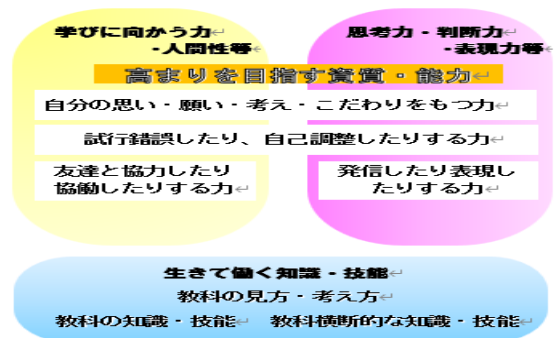 学びに向かう力
・人間性等
思考力・判断力
・表現力等
高まりを目指す資質・能力
自分の思い・願い・考え・こだわりをもつ力
試行錯誤したり、自己調整したりする力
友達と協力したり
協働したりする力
発信したり表現し
たりする力
生きて働く知識・技能
教科の見方・考え方
教科の知識・技能　教科横断的な知識・技能